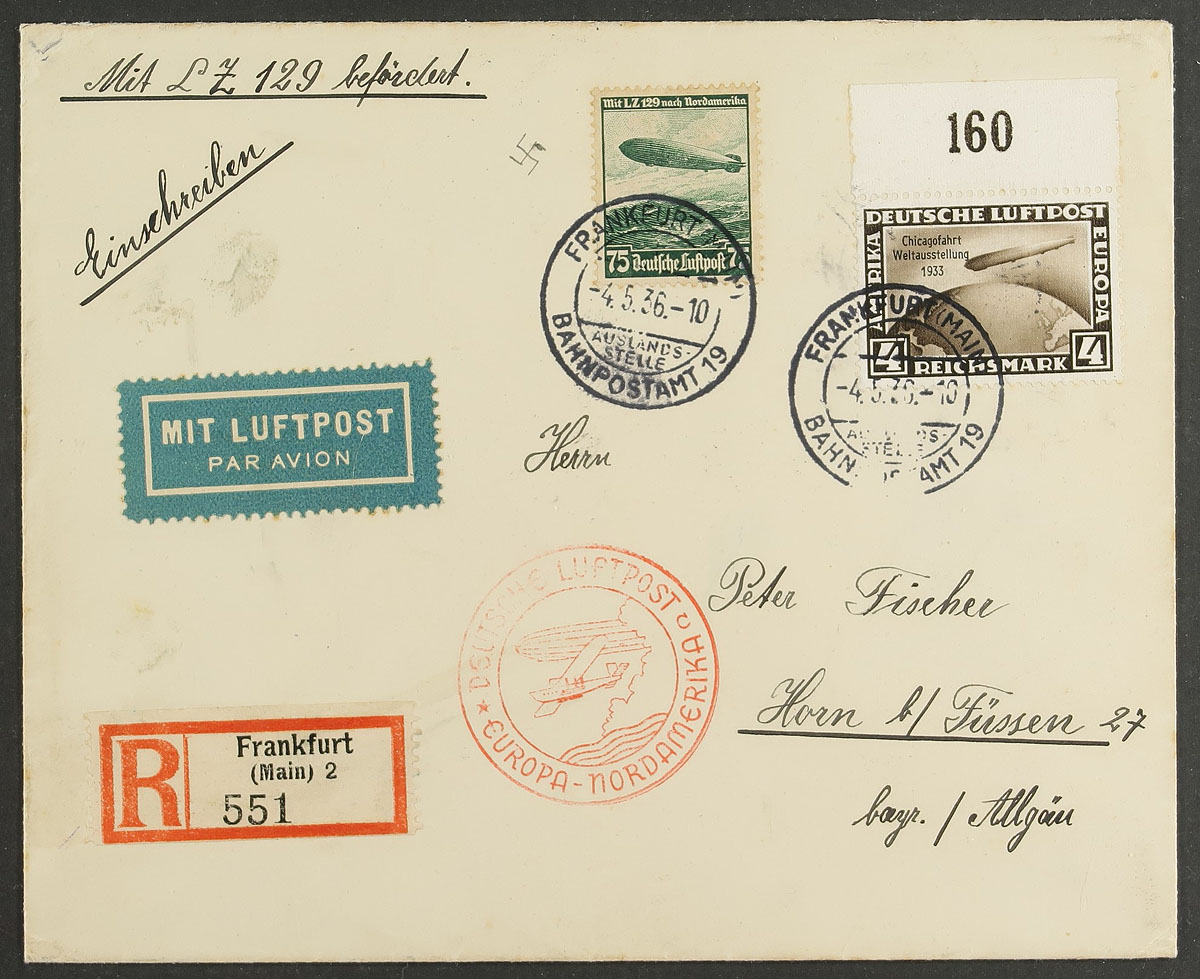 Mit LZ 129 befördert.
Einschreiben
Mit LZ 129 nach Nordamerika
75 Deutsche Luftpost 75
160
DEUTSCHE LUFTPOST
AMERIKA
EUROPA
Chicagofahrt
Weltausstellung
1933
4 REICHSMARK 4
FRANKFURT (MAIN)
-4.5.36.-10
AUSLANDS-
STELLE
BAHNPOSTAMT 19
FRANKFURT (MAIN)
-4.5.36.-10
AUSLANDS-
STELLE
BAHNPOSTAMT 19
MIT LUFTPOST
PAR AVION
Herrn
Peter Fischer
Horn b/ Füssen 27
bayr. / Allgäu
DEUTSCHE LUFTPOST
EUROPA-NORDAMERIKA
R
Frankfurt
(Main) 2
551